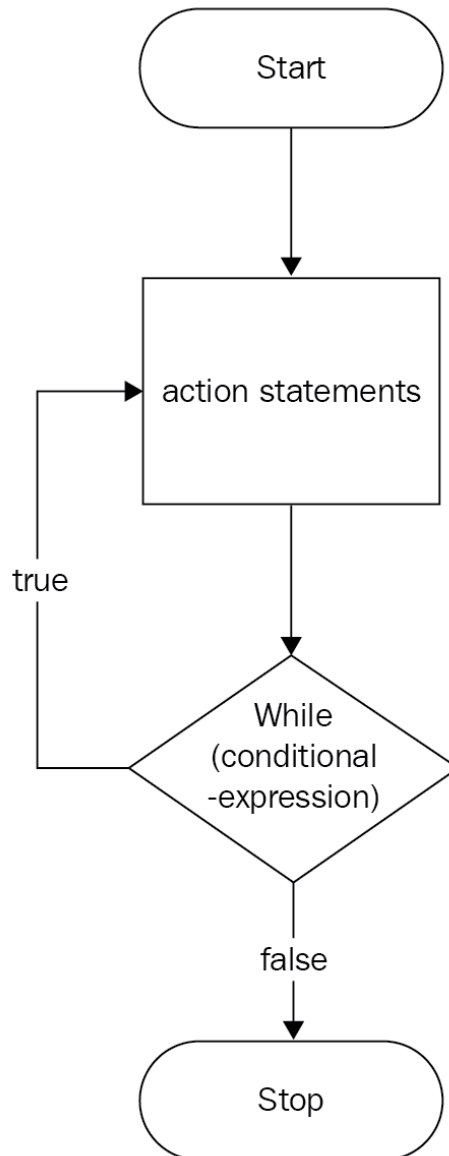 Start
action statements
true
While
(conditional
-expression)
false
Stop